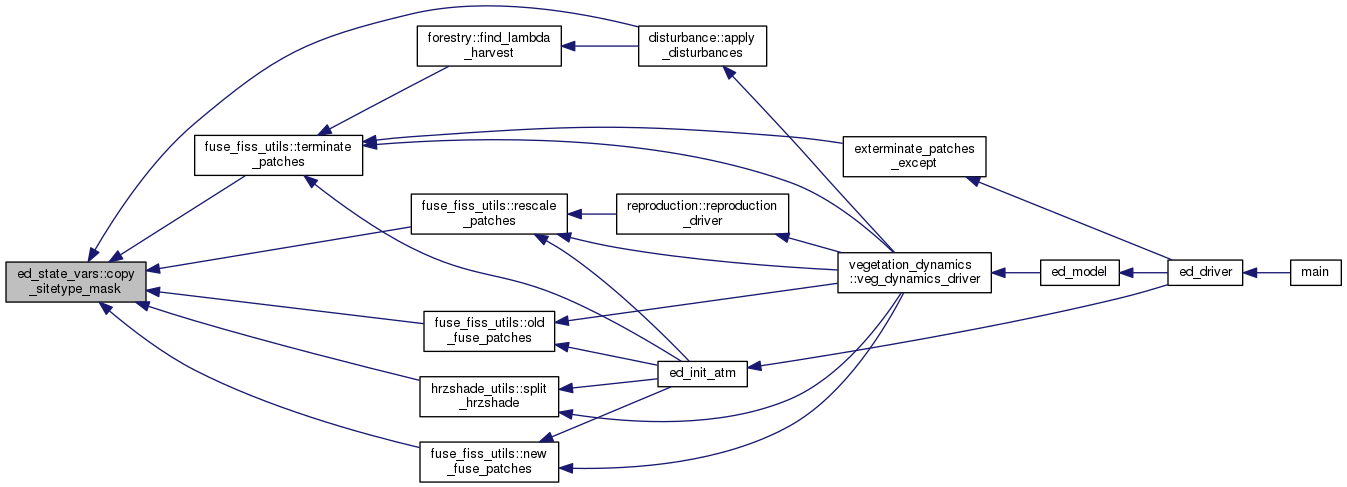 forestry::find_lambda
_harvest
disturbance::apply
_disturbances
fuse_fiss_utils::terminate
_patches
exterminate_patches
_except
fuse_fiss_utils::rescale
_patches
reproduction::reproduction
_driver
ed_state_vars::copy
_sitetype_mask
vegetation_dynamics
::veg_dynamics_driver
ed_model
ed_driver
main
fuse_fiss_utils::old
_fuse_patches
ed_init_atm
hrzshade_utils::split
_hrzshade
fuse_fiss_utils::new
_fuse_patches